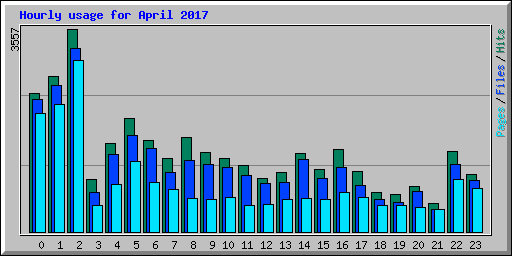 Hourly usage for April 2017
3557
Pages/Files/Hits
0 1 2 3 4 5 6 7 8 9 10 11 12 13 14 15 16 17 18 19 20 21 22 23